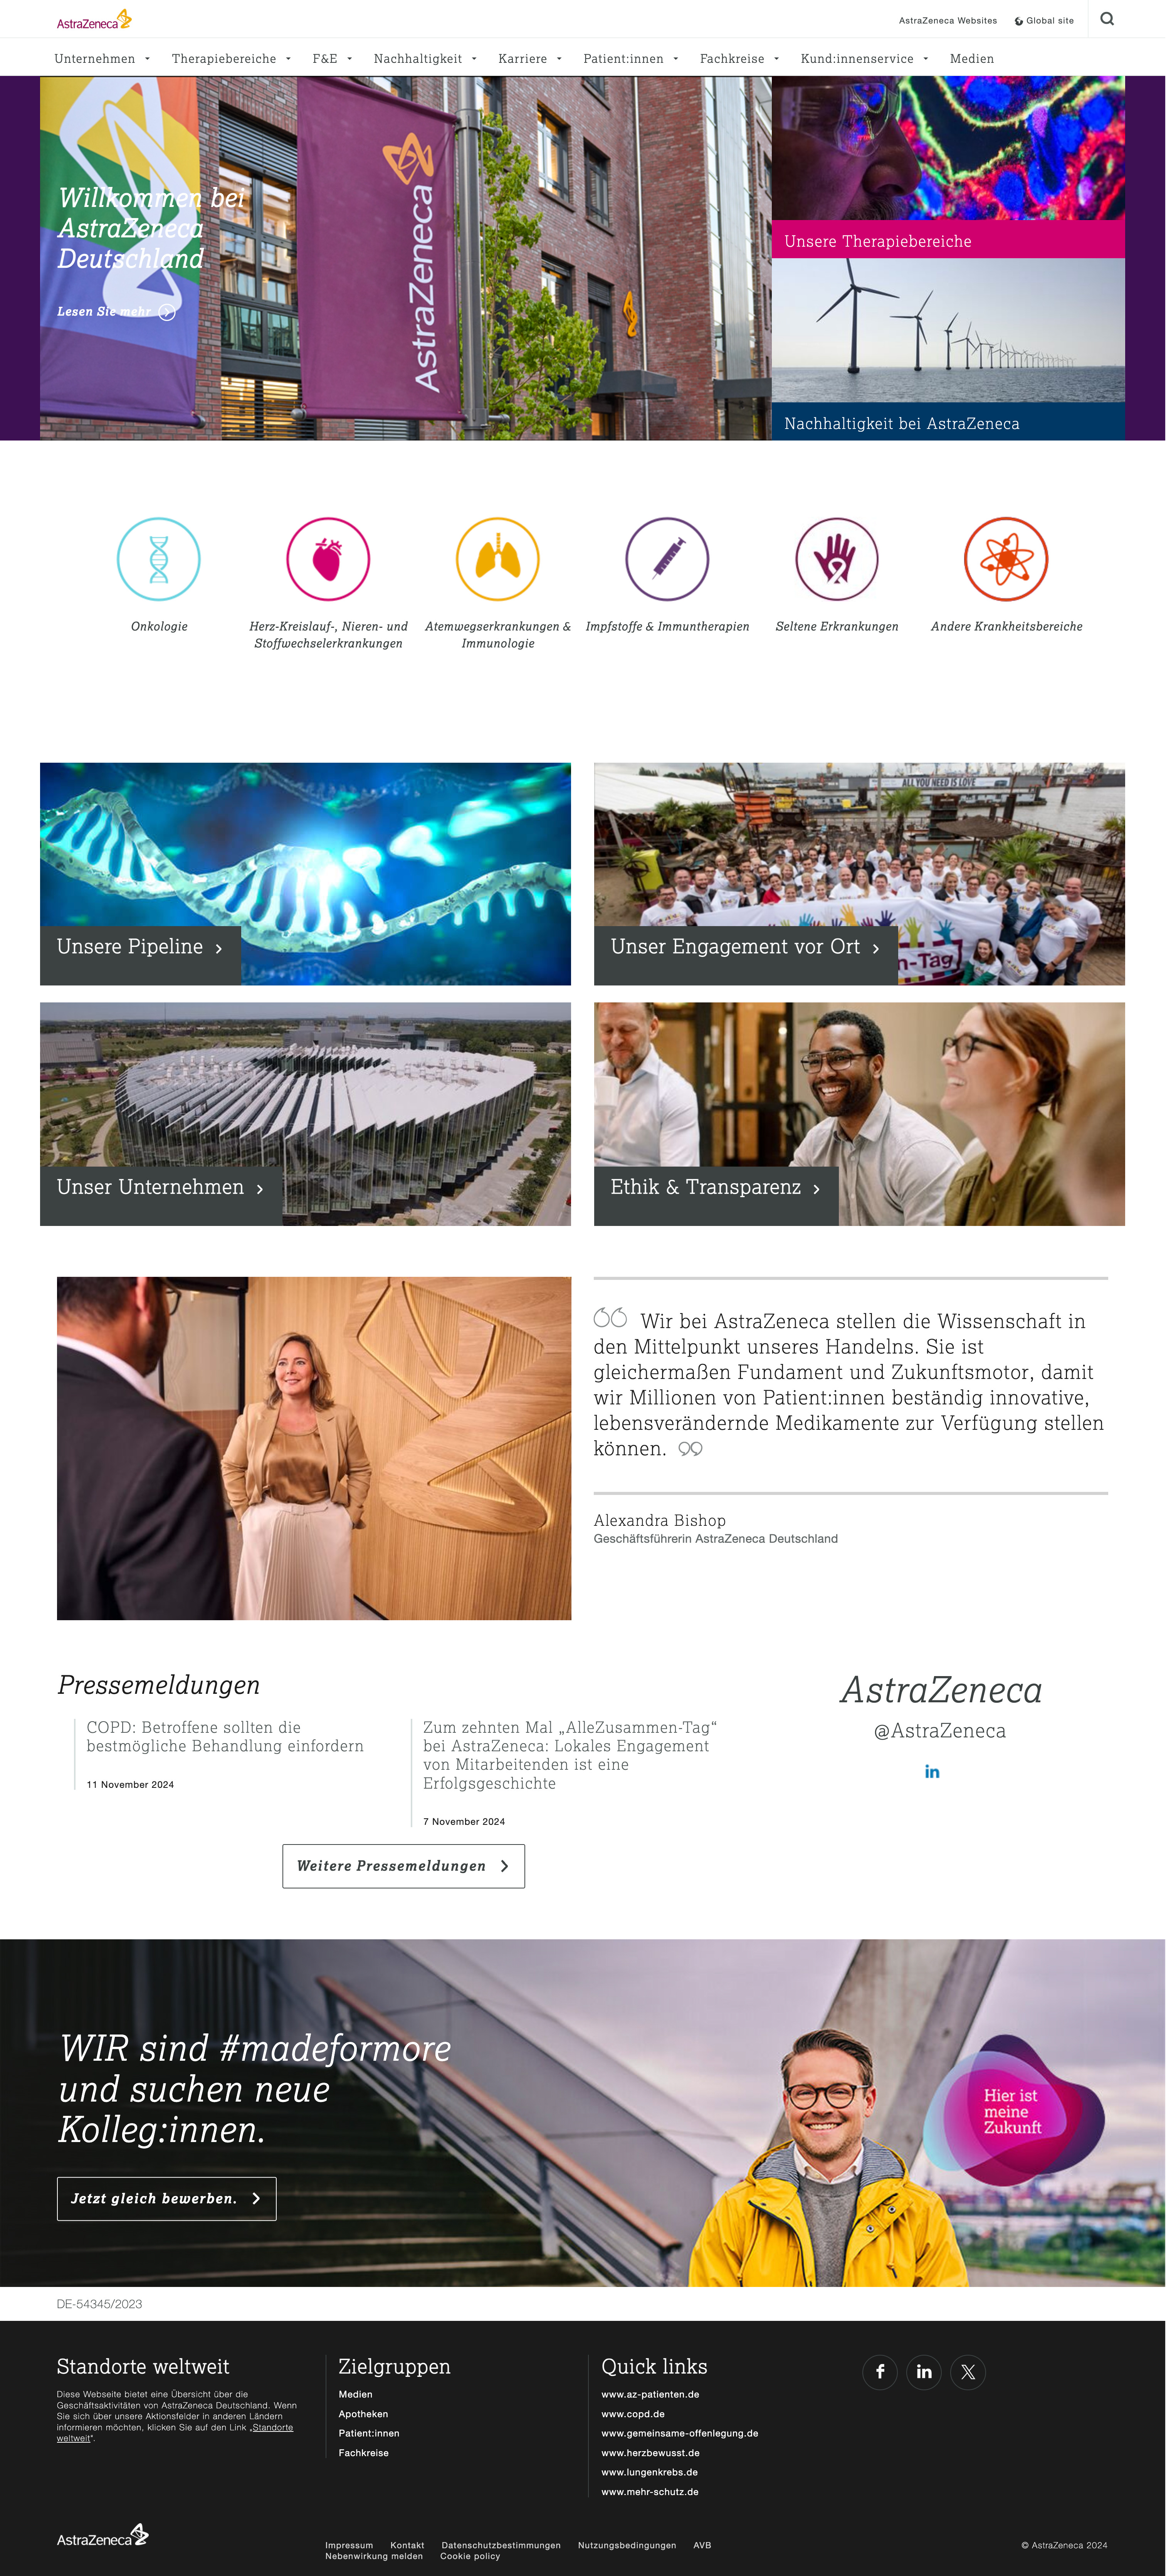 AstraZeneca
AstraZeneca Websites
Global site
Unternehmen
Therapiebereiche
F&E
Nachhaltigkeit
Karriere
Patient:innen
Fachkreise
Kund:innenservice
Medien
Willkommen bei
AstraZeneca
Deutschland
Lesen Sie mehr
AstraZeneca
Unsere Therapiebereiche
Nachhaltigkeit bei AstraZeneca
Onkologie
Herz-Kreislauf-, Nieren- und
Stoffwechselerkrankungen
Atemwegserkrankungen &
Immunologie
Impfstoffe & Immuntherapien
Seltene Erkrankungen
Andere Krankheitsbereiche
Unsere Pipeline
ALL YOU NEED IS LOVE
n-Tag
Unser Engagement vor Ort
Unser Unternehmen
Ethik & Transparenz
Wir bei AstraZeneca stellen die Wissenschaft in
den Mittelpunkt unseres Handelns. Sie ist
gleichermaßen Fundament und Zukunftsmotor, damit
wir Millionen von Patient:innen beständig innovative,
lebensverändernde Medikamente zur Verfügung stellen
können.
Alexandra Bishop
Geschäftsführerin AstraZeneca Deutschland
Pressemeldungen
COPD: Betroffene sollten die
bestmögliche Behandlung einfordern
11 November 2024
Zum zehnten Mal „AlleZusammen-Tag“
bei AstraZeneca: Lokales Engagement
von Mitarbeitenden ist eine
Erfolgsgeschichte
7 November 2024
Weitere Pressemeldungen
AstraZeneca
@AstraZeneca
in
WIR sind #madeformore
und suchen neue
Kolleg:innen.
Jetzt gleich bewerben.
Hier ist
meine
Zukunft
DE-54345/2023
Standorte weltweit
Diese Webseite bietet eine Übersicht über die
Geschäftsaktivitäten von AstraZeneca Deutschland. Wenn
Sie sich über unsere Aktionsfelder in anderen Ländern
informieren möchten, klicken Sie auf den Link „Standorte
weltweit“.
Zielgruppen
Medien
Apotheken
Patient:innen
Fachkreise
Quick links
www.az-patienten.de
www.copd.de
www.gemeinsame-offenlegung.de
www.herzbewusst.de
www.lungenkrebs.de
www.mehr-schutz.de
f
in
X
AstraZeneca
Impressum
Kontakt
Datenschutzbestimmungen
Nutzungsbedingungen
AVB
Nebenwirkung melden
Cookie policy
© AstraZeneca 2024